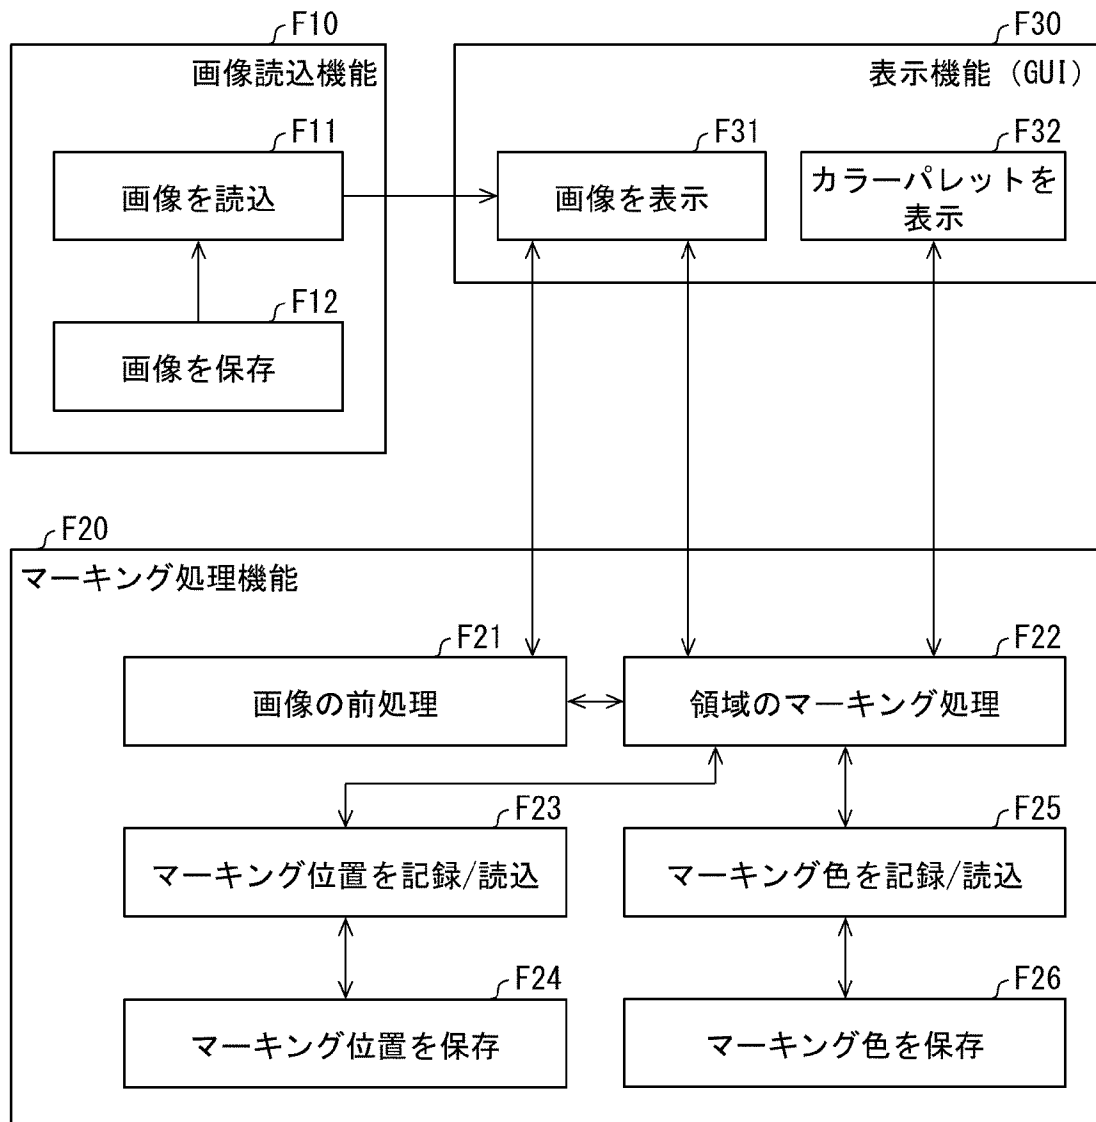 F10
画像読込機能
F11
画像を読込
F12
画像を保存
F30
表示機能 (GUI)
F31
画像を表示
F32
カラーパレットを
表示
F20
マーキング処理機能
F21
画像の前処理
F22
領域のマーキング処理
F23
マーキング位置を記録/読込
F25
マーキング色を記録/読込
F24
マーキング位置を保存
F26
マーキング色を保存